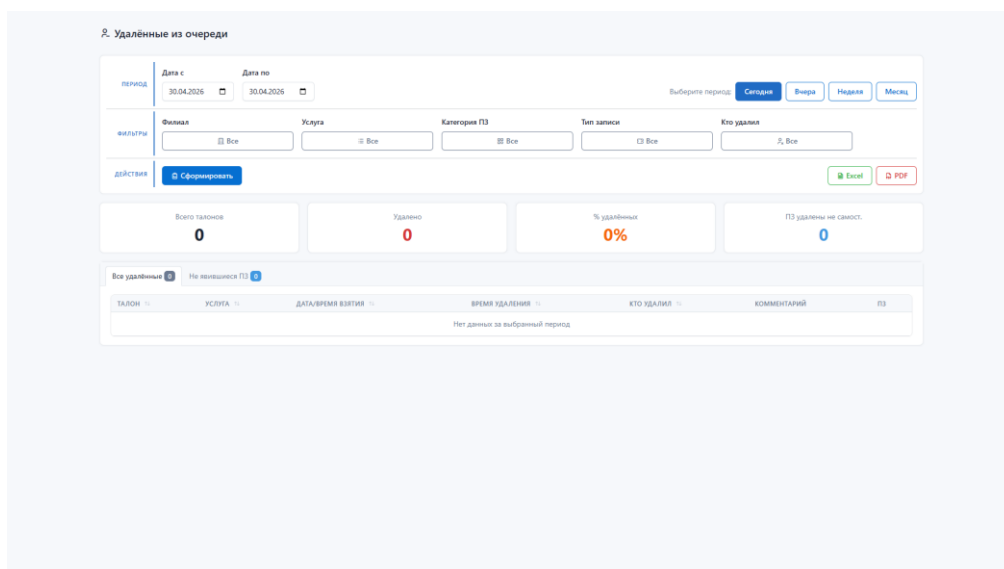 Удалённые из очереди
Дата с Дата по
ПЕРИОД 30.04.2026 30.04.2026 Выберите период: Сегодня Вчера Неделя Месяц
Филиал Услуга Категория ПЗ Тип записи Кто удалил
ФИЛЬТРЫ Все Все Все Все Все
ДЕЙСТВИЯ Сформировать Excel PDF
Всего талонов Удалено % удалённых ПЗ удалены не самост.
0 0 0% 0
Все удалённые 0 Не явившиеся ПЗ 0
ТАЛОН УСЛУГА ДАТА/ВРЕМЯ ВЗЯТИЯ ВРЕМЯ УДАЛЕНИЯ КТО УДАЛИЛ КОММЕНТАРИЙ ПЗ
Нет данных за выбранный период